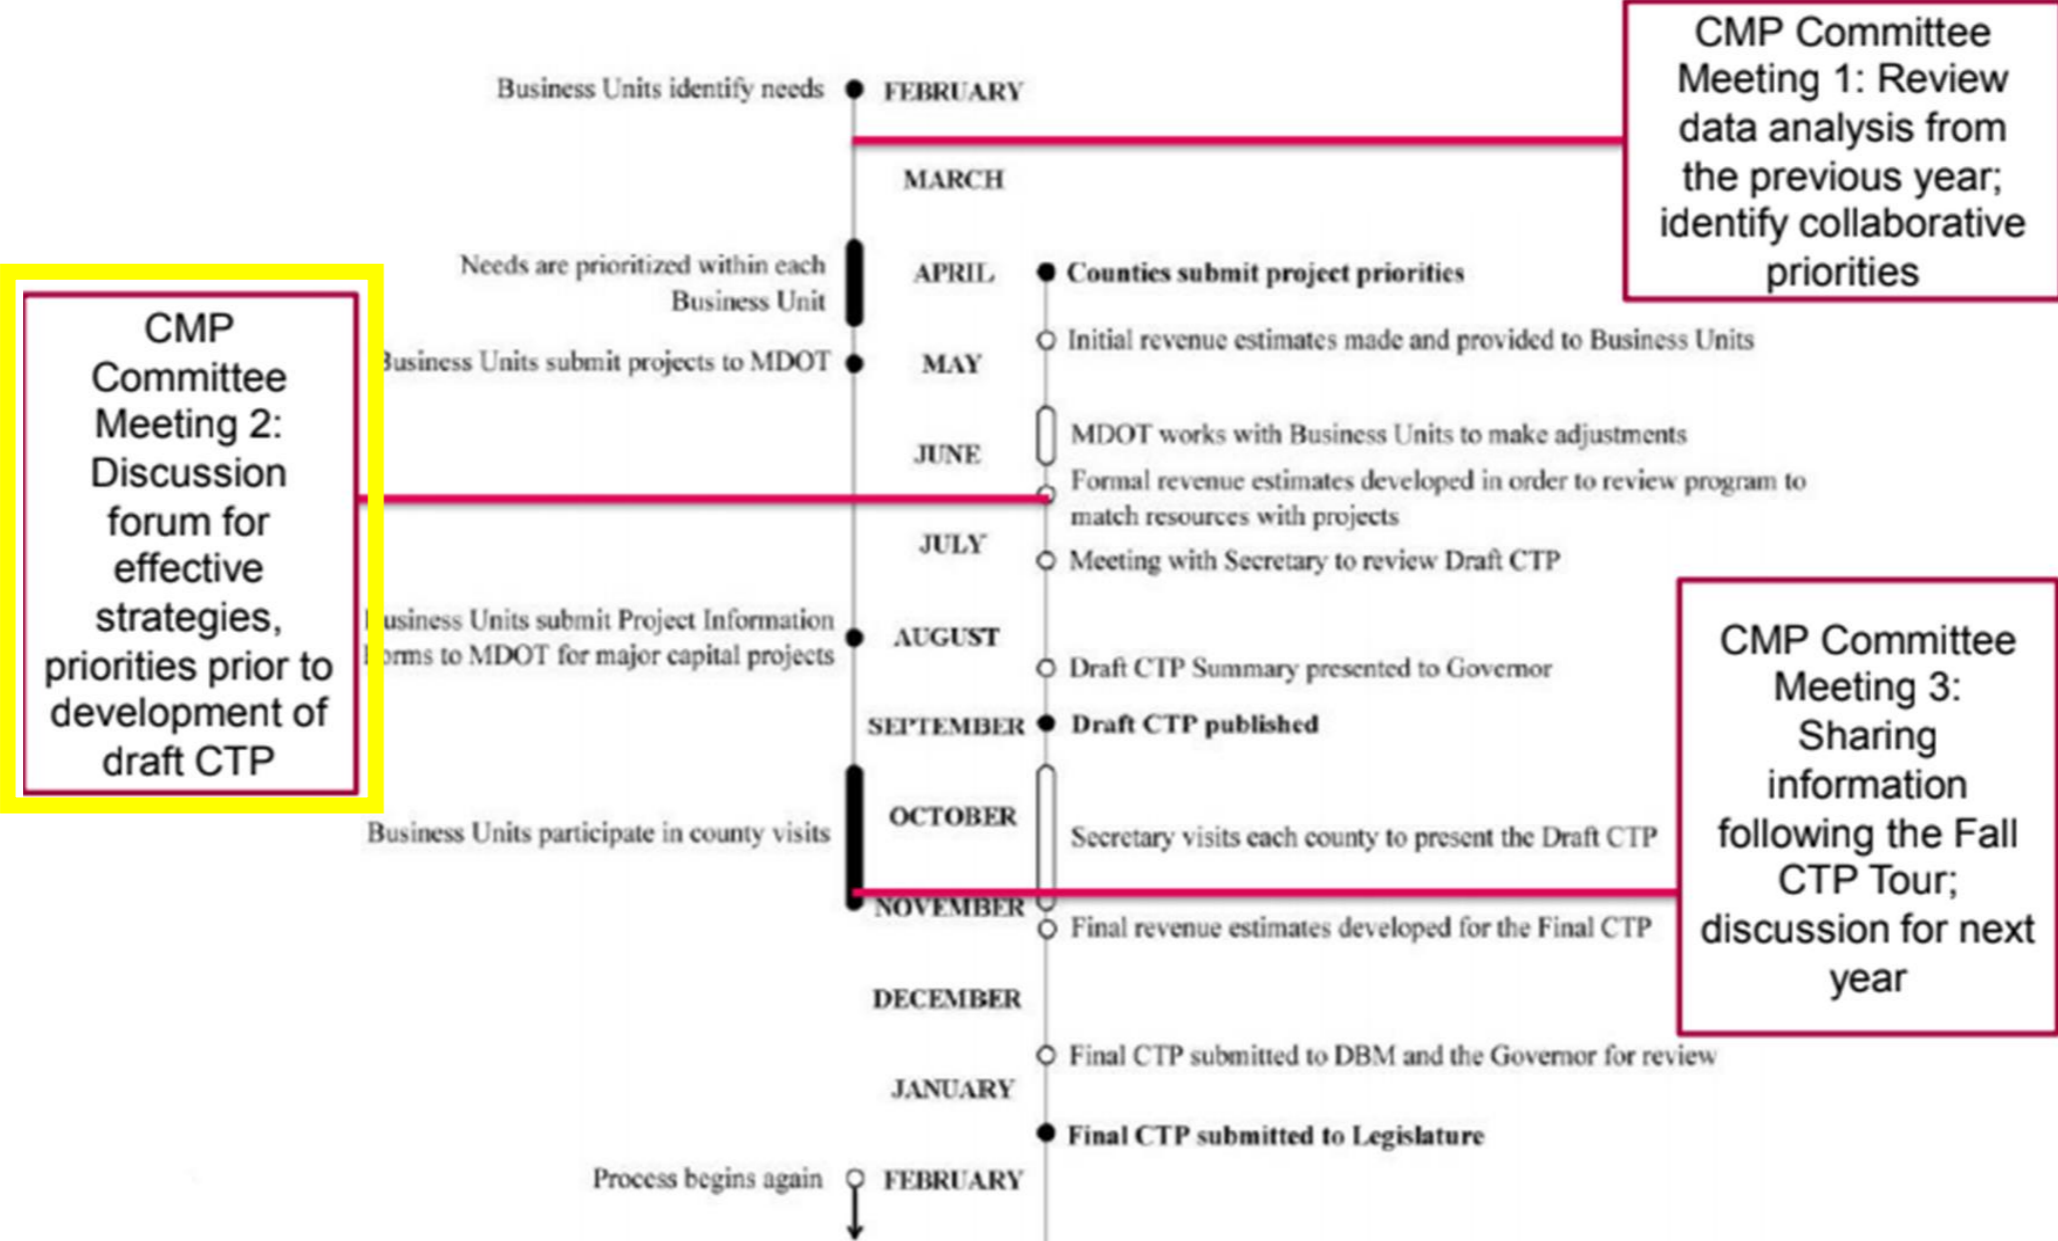 CMP Committee
Meeting 1: Review
data analysis from
the previous year;
identify collaborative
priorities
Business Units identify needs
FEBRUARY
MARCH
Needs are prioritized within each
Business Unit
APRIL
Counties submit project priorities
Initial revenue estimates made and provided to Business Units
CMP
Committee
Meeting 2:
Discussion
forum for
effective
strategies,
priorities prior to
development of
draft CTP
Business Units submit projects to MDOT
MAY
MDOT works with Business Units to make adjustments
JUNE
Formal revenue estimates developed in order to review program to
match resources with projects
JULY
Meeting with Secretary to review Draft CTP
Business Units submit Project Information
Forms to MDOT for major capital projects
AUGUST
Draft CTP Summary presented to Governor
SEPTEMBER
Draft CTP published
CMP Committee
Meeting 3:
Sharing
information
following the Fall
CTP Tour;
discussion for next
year
Business Units participate in county visits
OCTOBER
Secretary visits each county to present the Draft CTP
NOVEMBER
Final revenue estimates developed for the Final CTP
DECEMBER
Final CTP submitted to DBM and the Governor for review
JANUARY
Final CTP submitted to Legislature
Process begins again
FEBRUARY